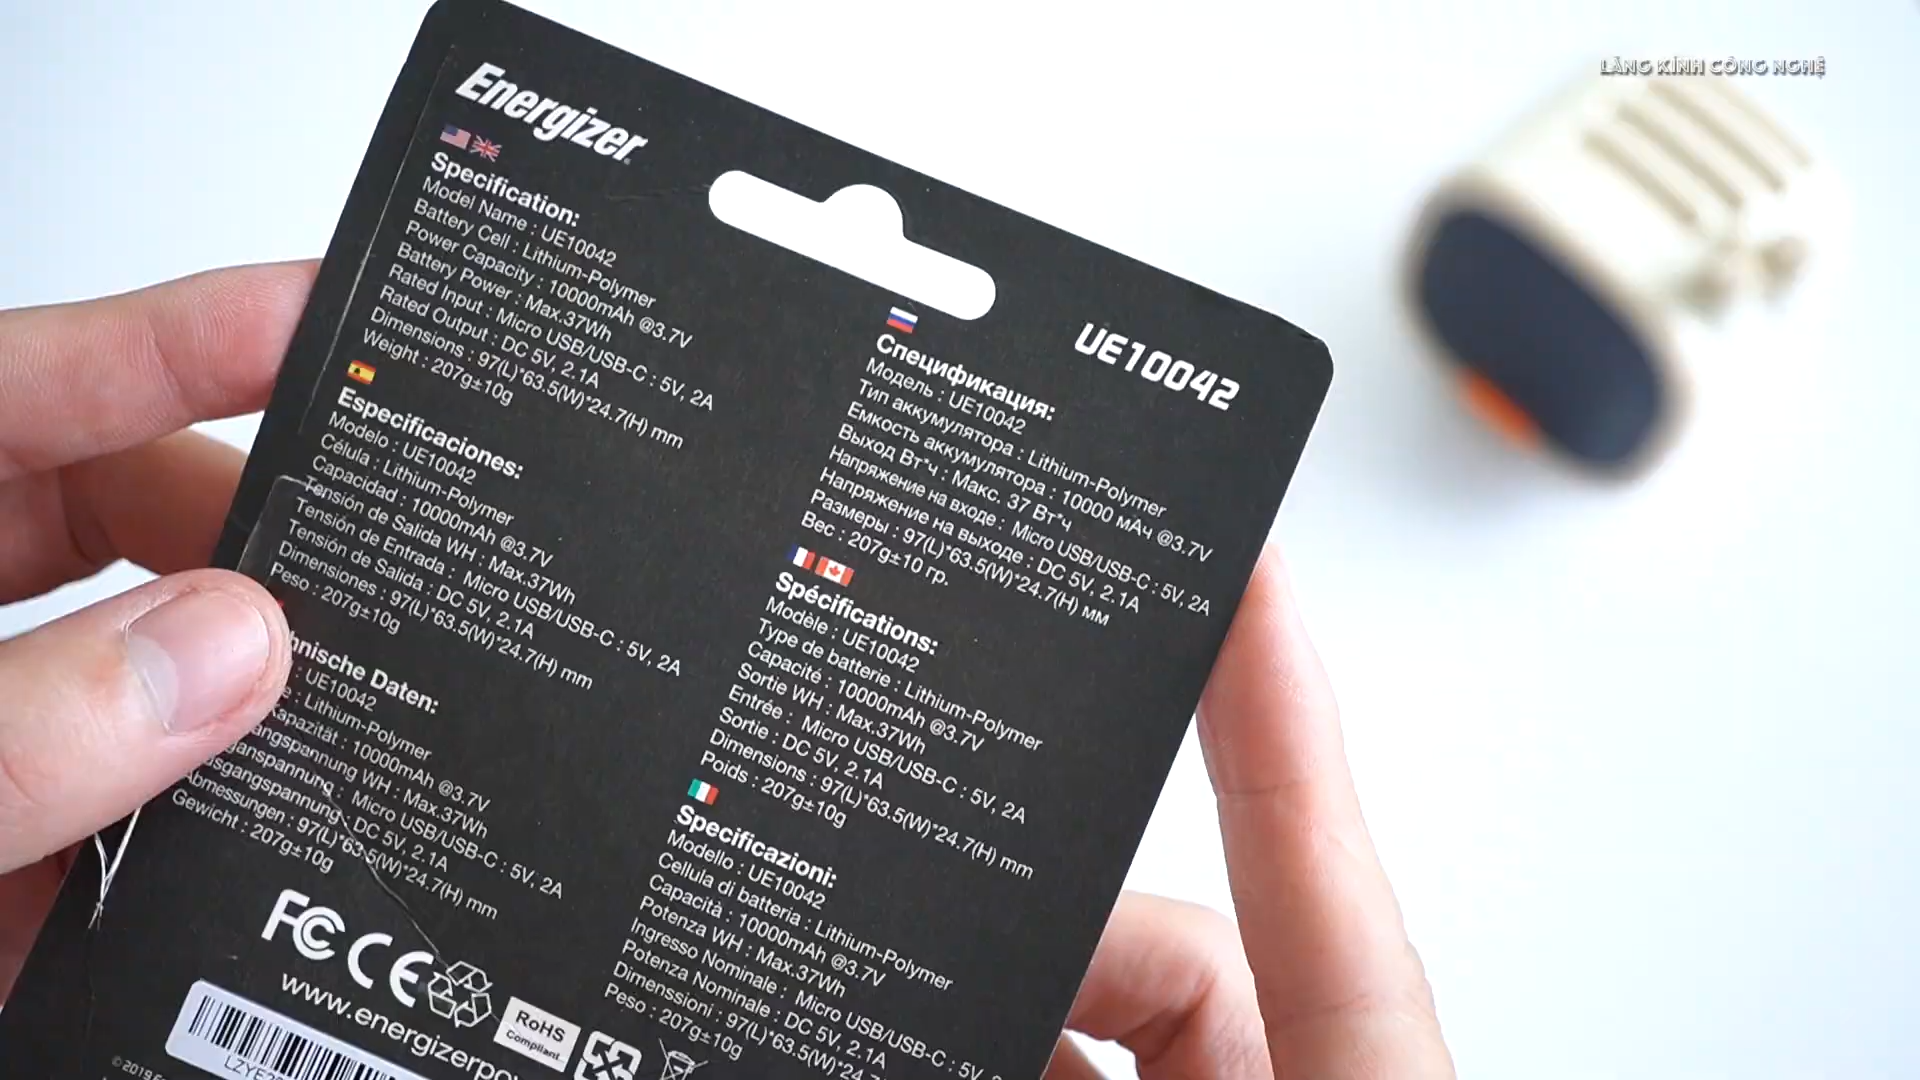 LĂNG KÍNH CÔNG NGHỆ
Energizer
Specification:
Model Name : UE10042
Battery Cell : Lithium-Polymer
Power Capacity : 10000mAh @3.7V
Battery Power : Max.37Wh
Rated Input : Micro USB/USB-C : 5V, 2A
Rated Output : DC 5V, 2.1A
Dimensions : 97(L)*63.5(W)*24.7(H) mm
Weight : 207g±10g
Especificaciones:
Modelo : UE10042
Célula : Lithium-Polymer
Capacidad : 10000mAh @3.7V
Tensión de Salida WH : Max.37Wh
Tensión de Entrada : Micro USB/USB-C : 5V, 2A
Tensión de Salida : DC 5V, 2.1A
Dimensiones : 97(L)*63.5(W)*24.7(H) mm
Peso : 207g±10g
hnische Daten:
: UE10042
: Lithium-Polymer
apazität : 10000mAh @3.7V
angspannung WH : Max.37Wh
ganspannung : Micro USB/USB-C : 5V, 2A
usgangspannung : DC 5V, 2.1A
Abmessungen : 97(L)*63.5(W)*24.7(H) mm
Gewicht : 207g±10g
FC CE
www.energizerpo
RoHS
Compliant
©2019
UE10042
Спецификация:
Модель : UE10042
Тип аккумулятора : Lithium-Polymer
Емкость аккумулятора : 10000 мАч @3.7V
Выход Вт*ч : Макс. 37 Вт*ч
Напряжение на входе : Micro USB/USB-C : 5V, 2A
Напряжение на выходе : DC 5V, 2.1A
Размеры : 97(L)*63.5(W)*24.7(H) мм
Вес : 207g±10 гр.
Spécifications:
Modèle : UE10042
Type de batterie : Lithium-Polymer
Capacité : 10000mAh @3.7V
Sortie WH : Max.37Wh
Entrée : Micro USB/USB-C : 5V, 2A
Sortie : DC 5V, 2.1A
Dimensions : 97(L)*63.5(W)*24.7(H) mm
Poids : 207g±10g
Specificazioni:
Modello : UE10042
Cellula di batteria : Lithium-Polymer
Capacità : 10000mAh @3.7V
Potenza WH : Max.37Wh
Ingresso Nominale : Micro USB/USB-C : 5V, 2
Potenza Nominale : DC 5V, 2.1A
Dimenssioni : 97(L)*63.5(W)*24.7(H)
Peso : 207g±10g